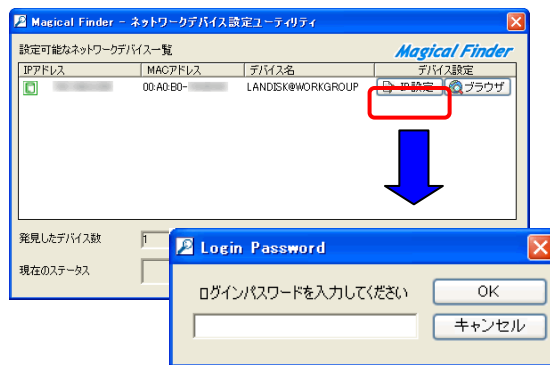 Magical Finder - ネットワークデバイス設定ユーティリティ
設定可能なネットワークデバイス一覧
Magical Finder
IPアドレス MACアドレス デバイス名 デバイス設定
00:A0:B0- LANDISK@WORKGROUP IP設定 ブラウザ
発見したデバイス数 1
現在のステータス
Login Password
ログインパスワードを入力してください
OK
キャンセル